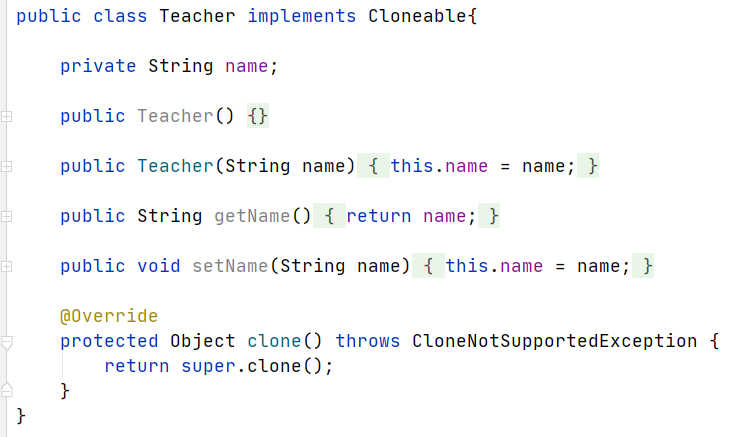 public class Teacher implements Cloneable{
private String name;
public Teacher() {}
public Teacher(String name) { this.name = name; }
public String getName() { return name; }
public void setName(String name) { this.name = name; }
@Override
protected Object clone() throws CloneNotSupportedException {
return super.clone();
}
}